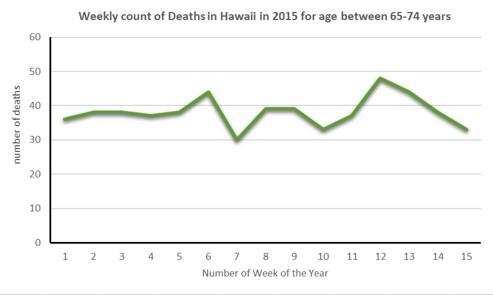 Weekly count of Deaths in Hawaii in 2015 for age between 65-74 years
60
50
40
30
20
10
0
number of deaths
1 2 3 4 5 6 7 8 9 10 11 12 13 14 15
Number of Week of the Year